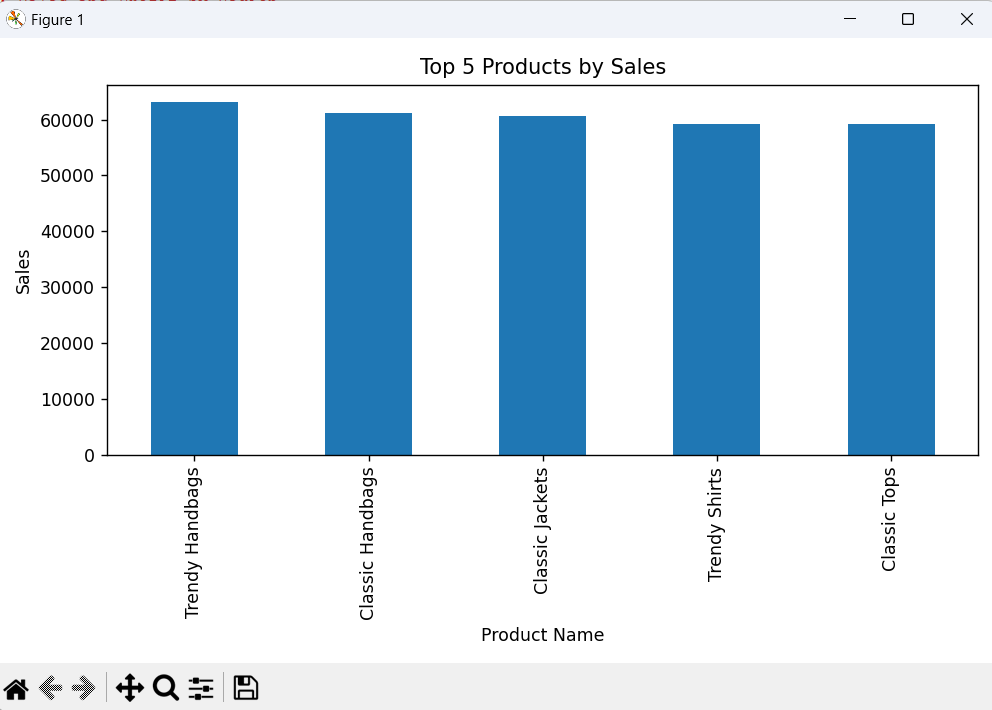 Figure 1
Top 5 Products by Sales
60000
50000
40000
30000
20000
10000
0
Sales
Trendy Handbags
Classic Handbags
Classic Jackets
Trendy Shirts
Classic Tops
Product Name